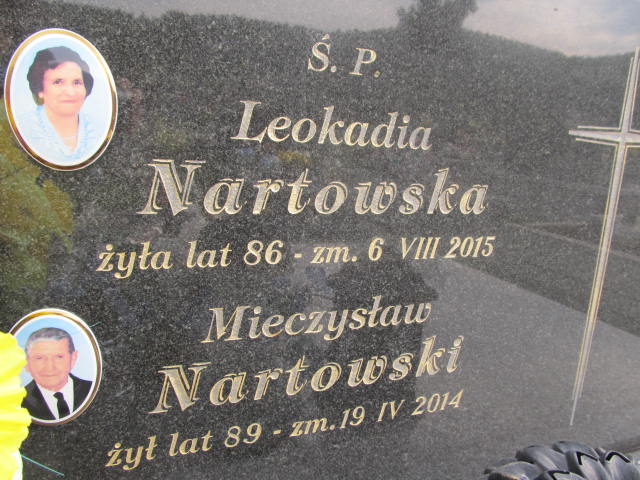 Ś. P.
Leokadia
Nartowska
żyła lat 86 - zm. 6 VIII 2015
Mieczysław
Nartowski
żył lat 89 - zm. 19 IV 2014